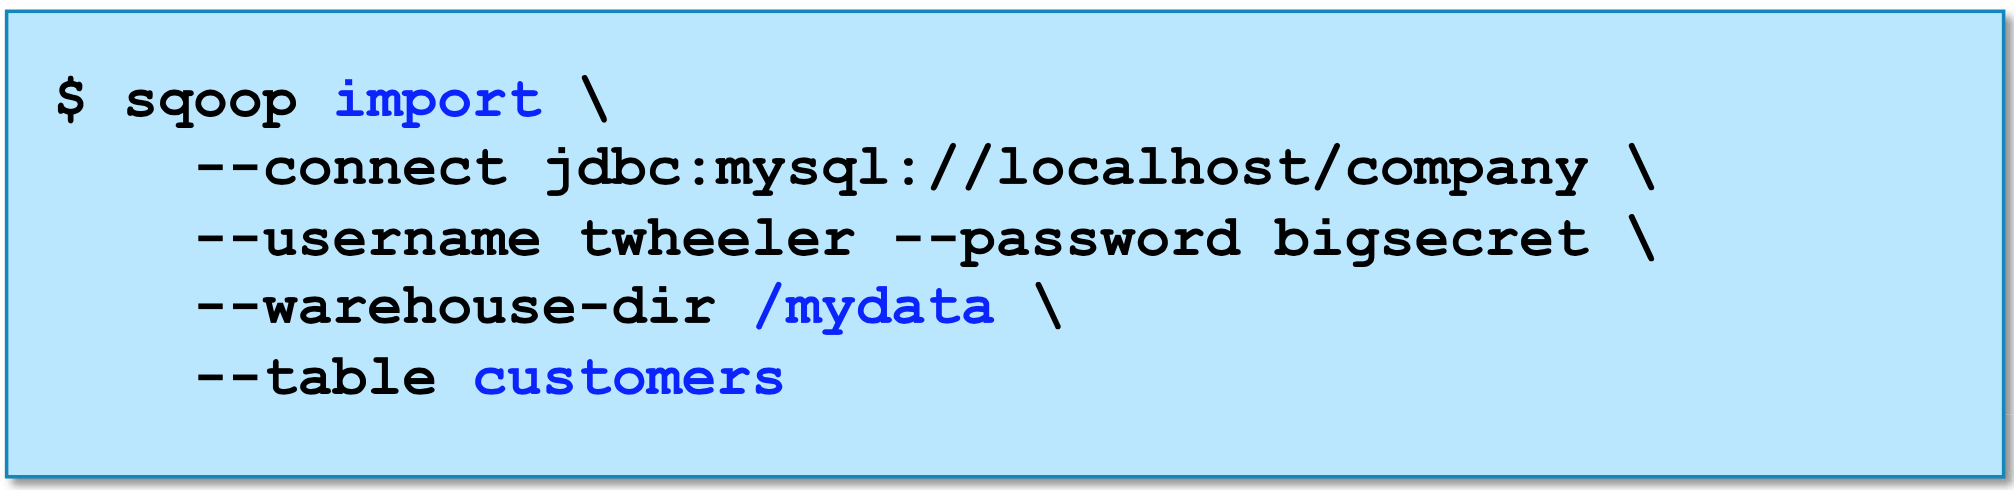 $ sqoop import \
--connect jdbc:mysql://localhost/company \
--username twheeler --password bigsecret \
--warehouse-dir /mydata \
--table customers